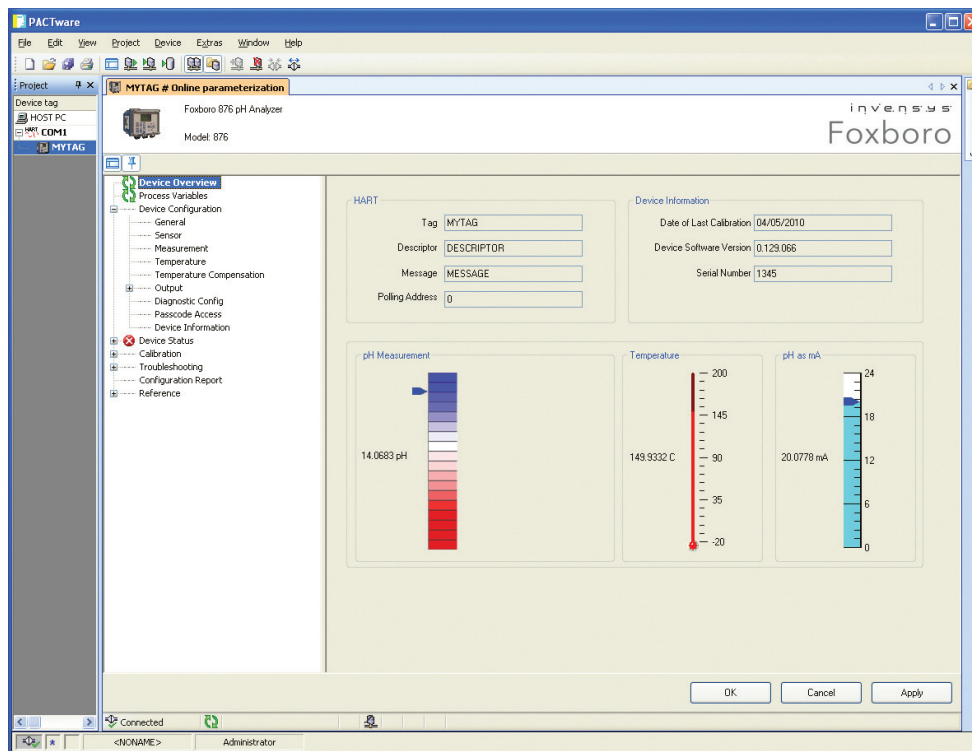 PACTware
File Edit View Project Device Extras Window Help
Project
MYTAG # Online parameterization
Device tag
HOST PC
HART COM1
MYTAG
Foxboro 876 pH Analyzer
Model: 876
invensys
Foxboro
Device Overview
Process Variables
Device Configuration
General
Sensor
Measurement
Temperature
Temperature Compensation
Output
Diagnostic Config
Passcode Access
Device Information
Device Status
Calibration
Troubleshooting
Configuration Report
Reference
HART
Tag MYTAG
Descriptor DESCRIPTOR
Message MESSAGE
Polling Address 0
Device Information
Date of Last Calibration 04/05/2010
Device Software Version 0.129.066
Serial Number 1345
pH Measurement
14.0683 pH
Temperature
200
145
149.9332 C
90
35
-20
pH as mA
24
18
20.0778 mA
12
6
0
OK Cancel Apply
Connected
<NONAME> Administrator